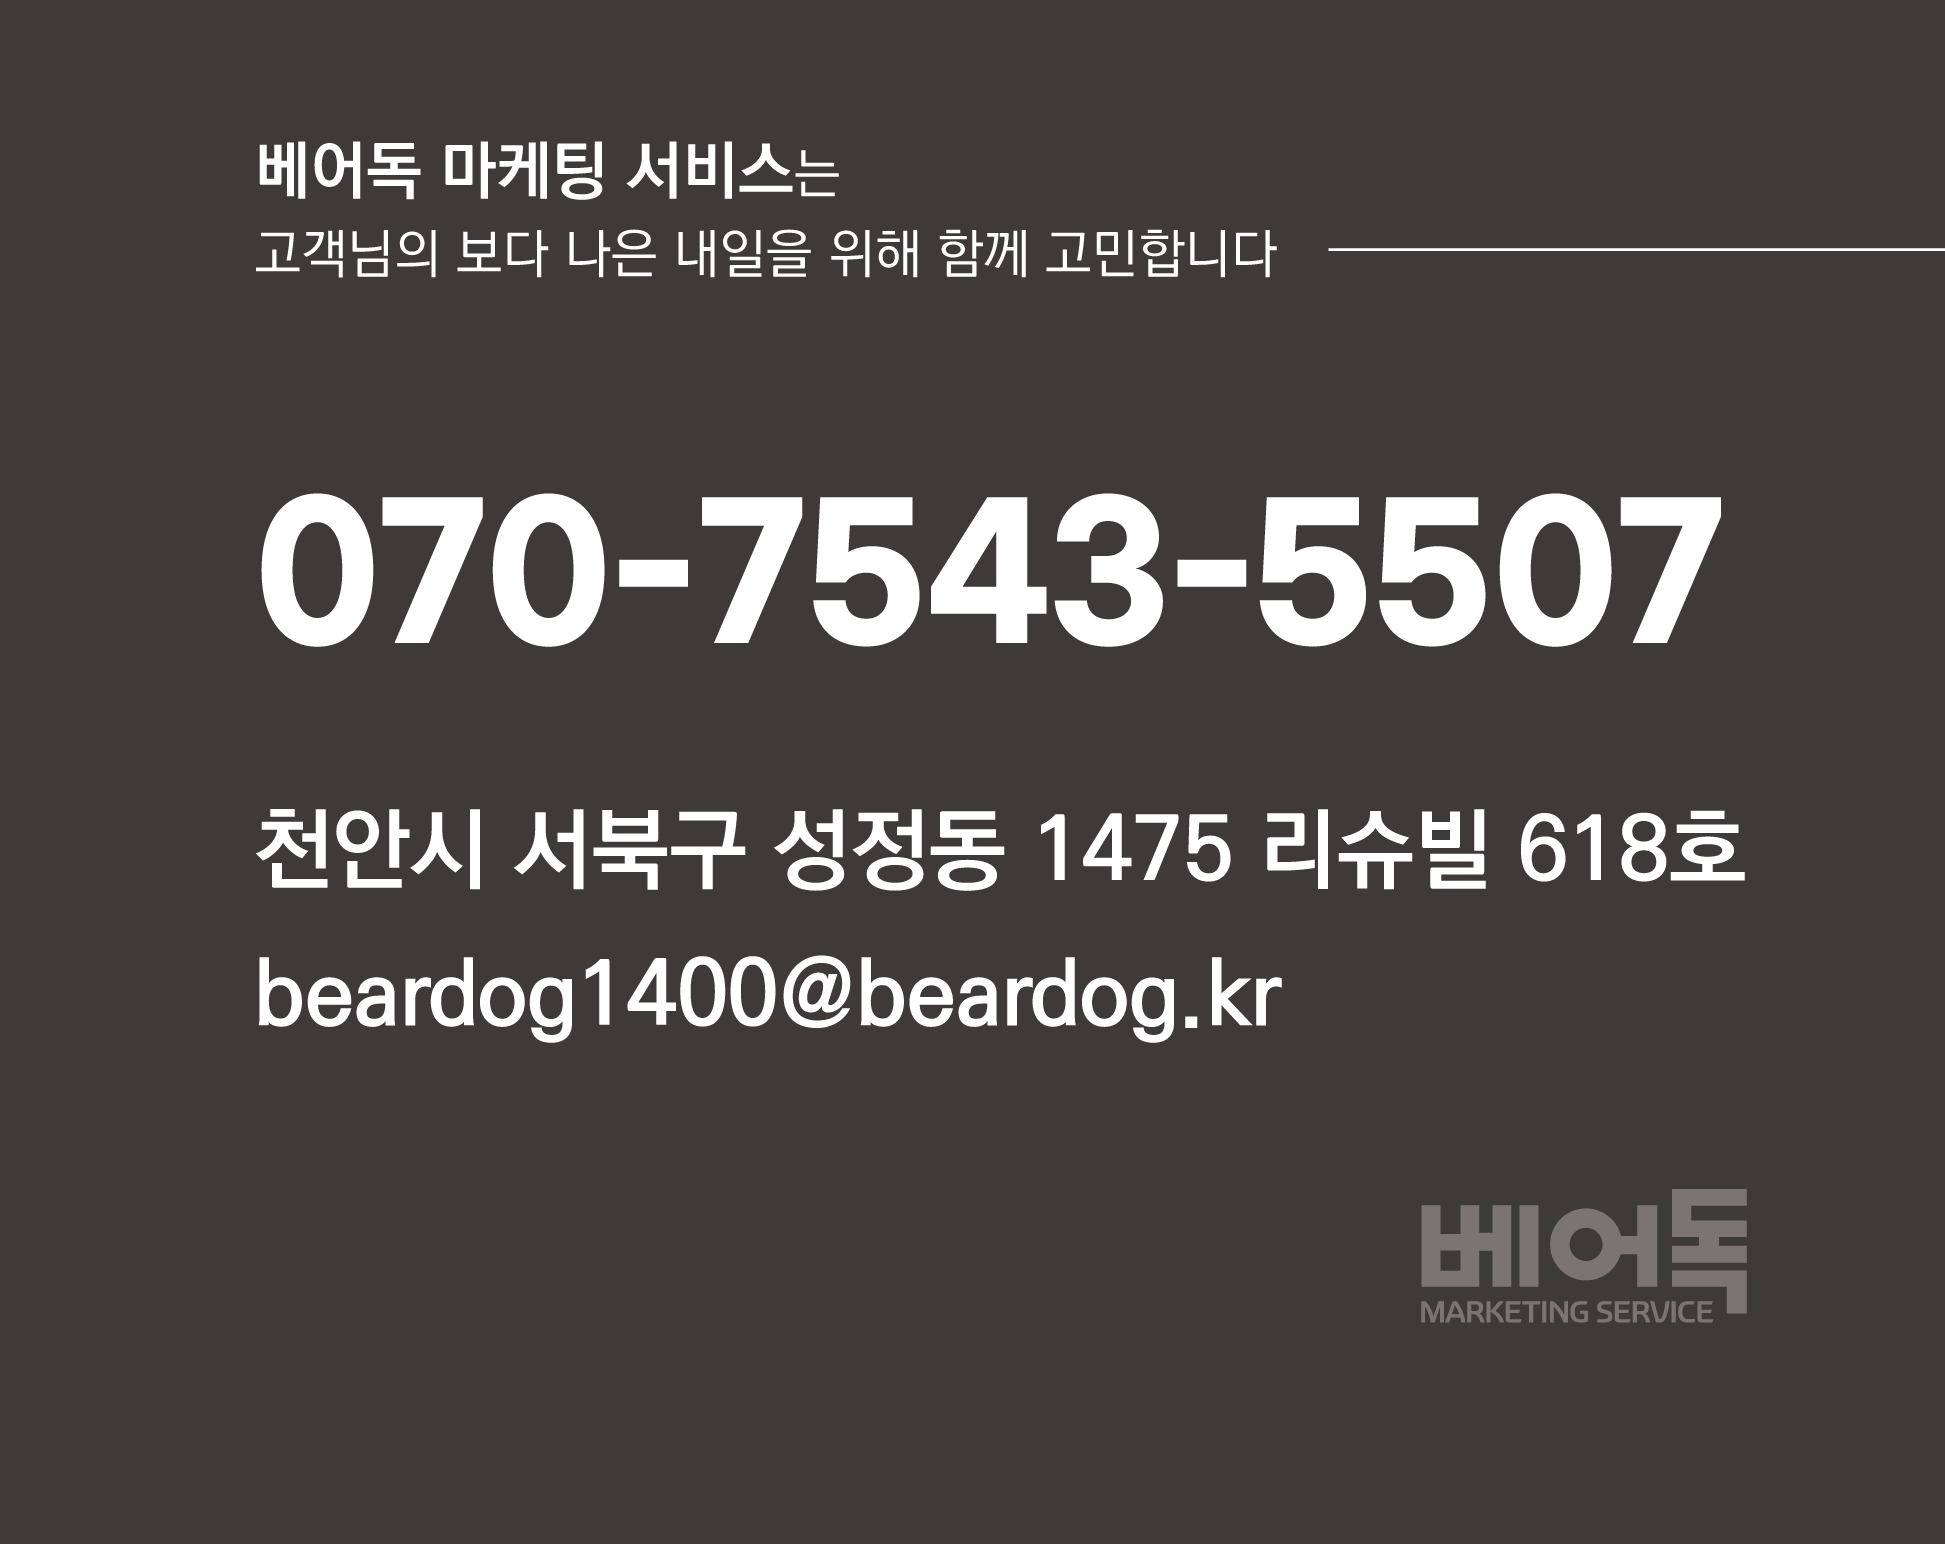 베어독 마케팅 서비스는
고객님의 보다 나은 내일을 위해 함께 고민합니다
070-7543-5507
천안시 서북구 성정동 1475 리슈빌 618호
beardog1400@beardog.kr
베어독
MARKETING SERVICE